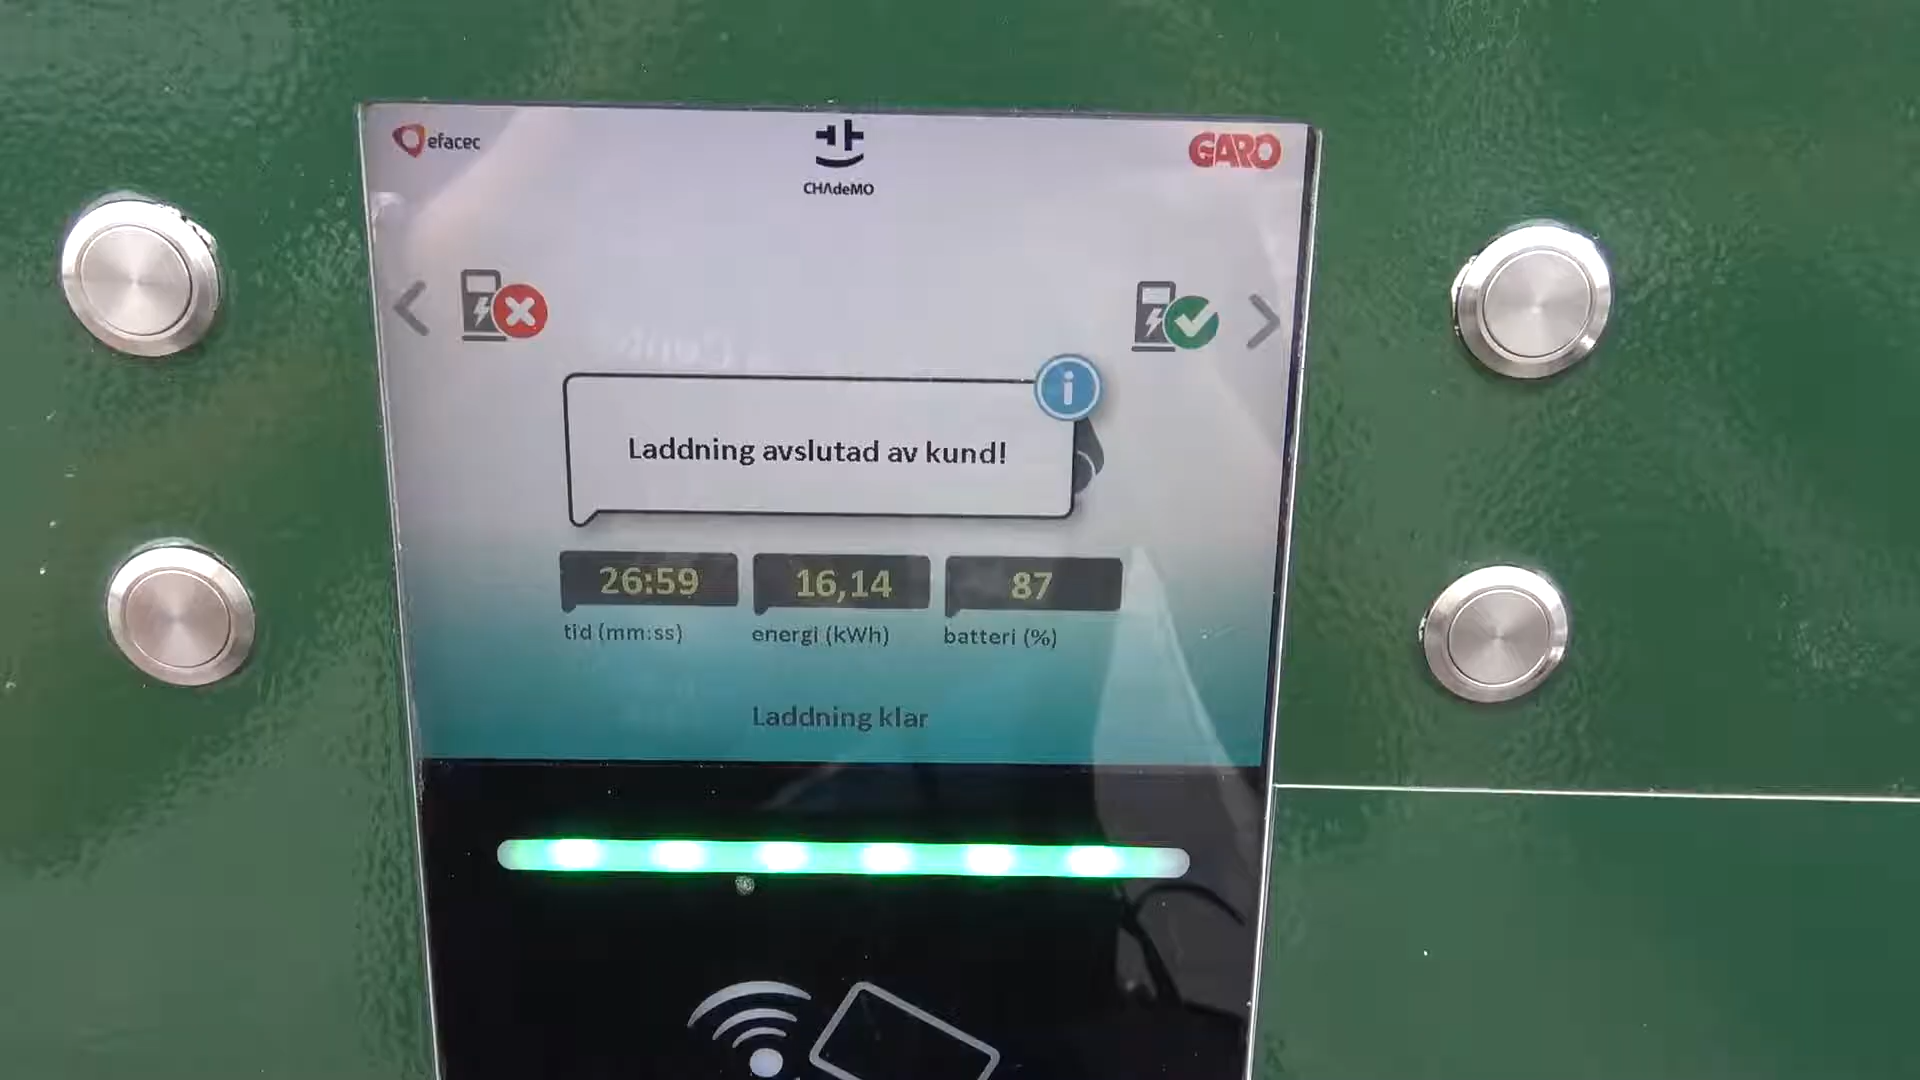 efacec
CHΛdeMO
GARO
i
Laddning avslutad av kund!
26:59
16,14
87
tid (mm:ss)
energi (kWh)
batteri (%)
Laddning klar